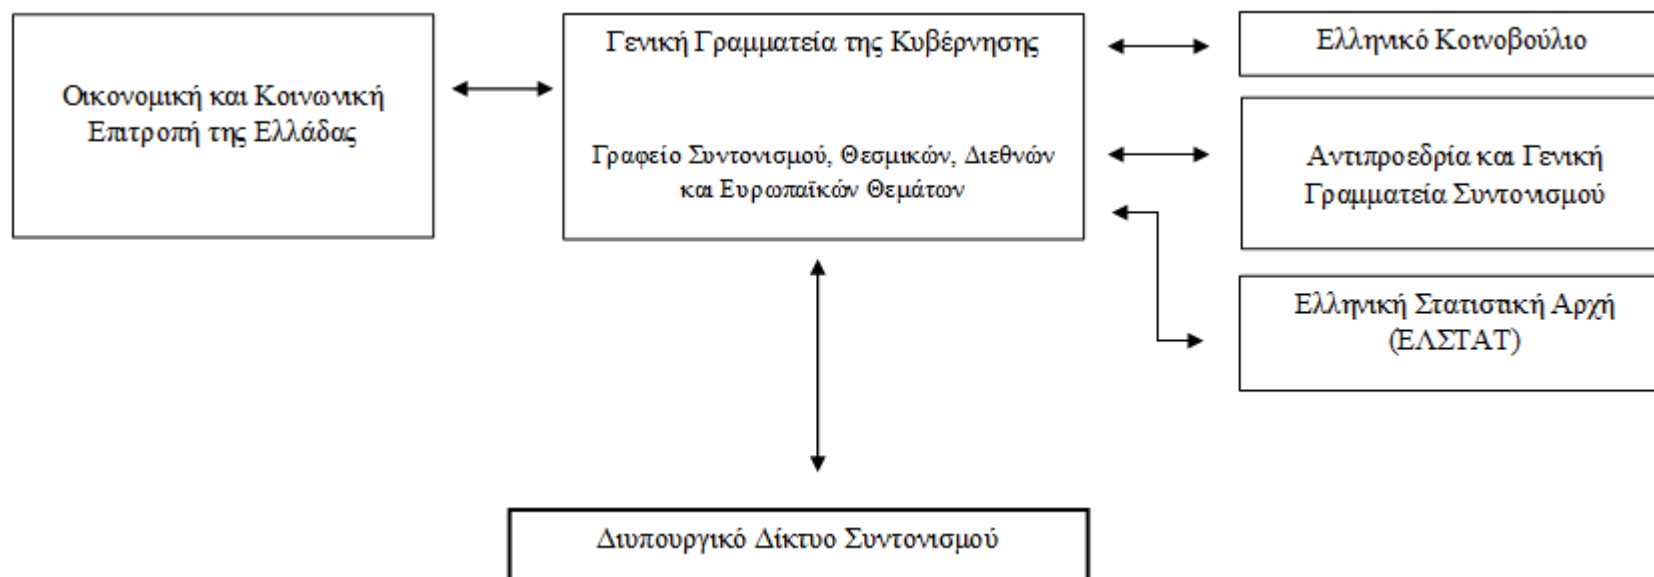 Οικονομική και Κοινωνική
Επιτροπή της Ελλάδας
Γενική Γραμματεία της Κυβέρνησης
Γραφείο Συντονισμού, Θεσμικών, Διεθνών
και Ευρωπαϊκών Θεμάτων
Ελληνικό Κοινοβούλιο
Αντιπροεδρία και Γενική
Γραμματεία Συντονισμού
Ελληνική Στατιστική Αρχή
(ΕΛΣΤΑΤ)
Διυπουργικό Δίκτυο Συντονισμού